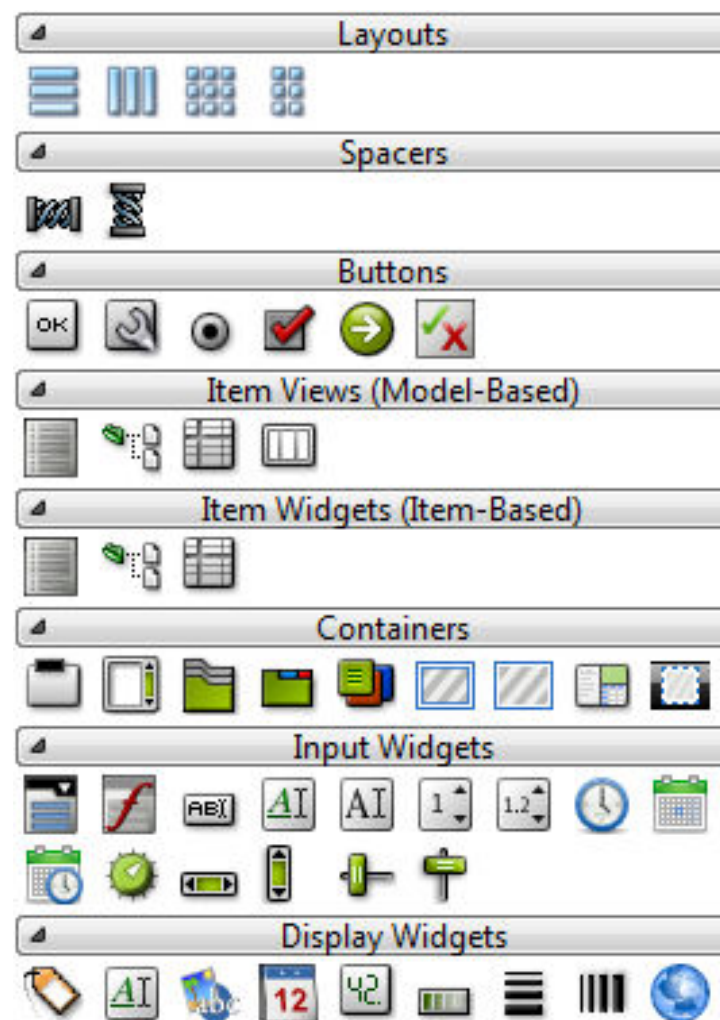 Layouts
Spacers
Buttons
OK
Item Views (Model-Based)
Item Widgets (Item-Based)
Containers
Input Widgets
ABI AI AI 1 1.2
Display Widgets
AI abc 12 42.